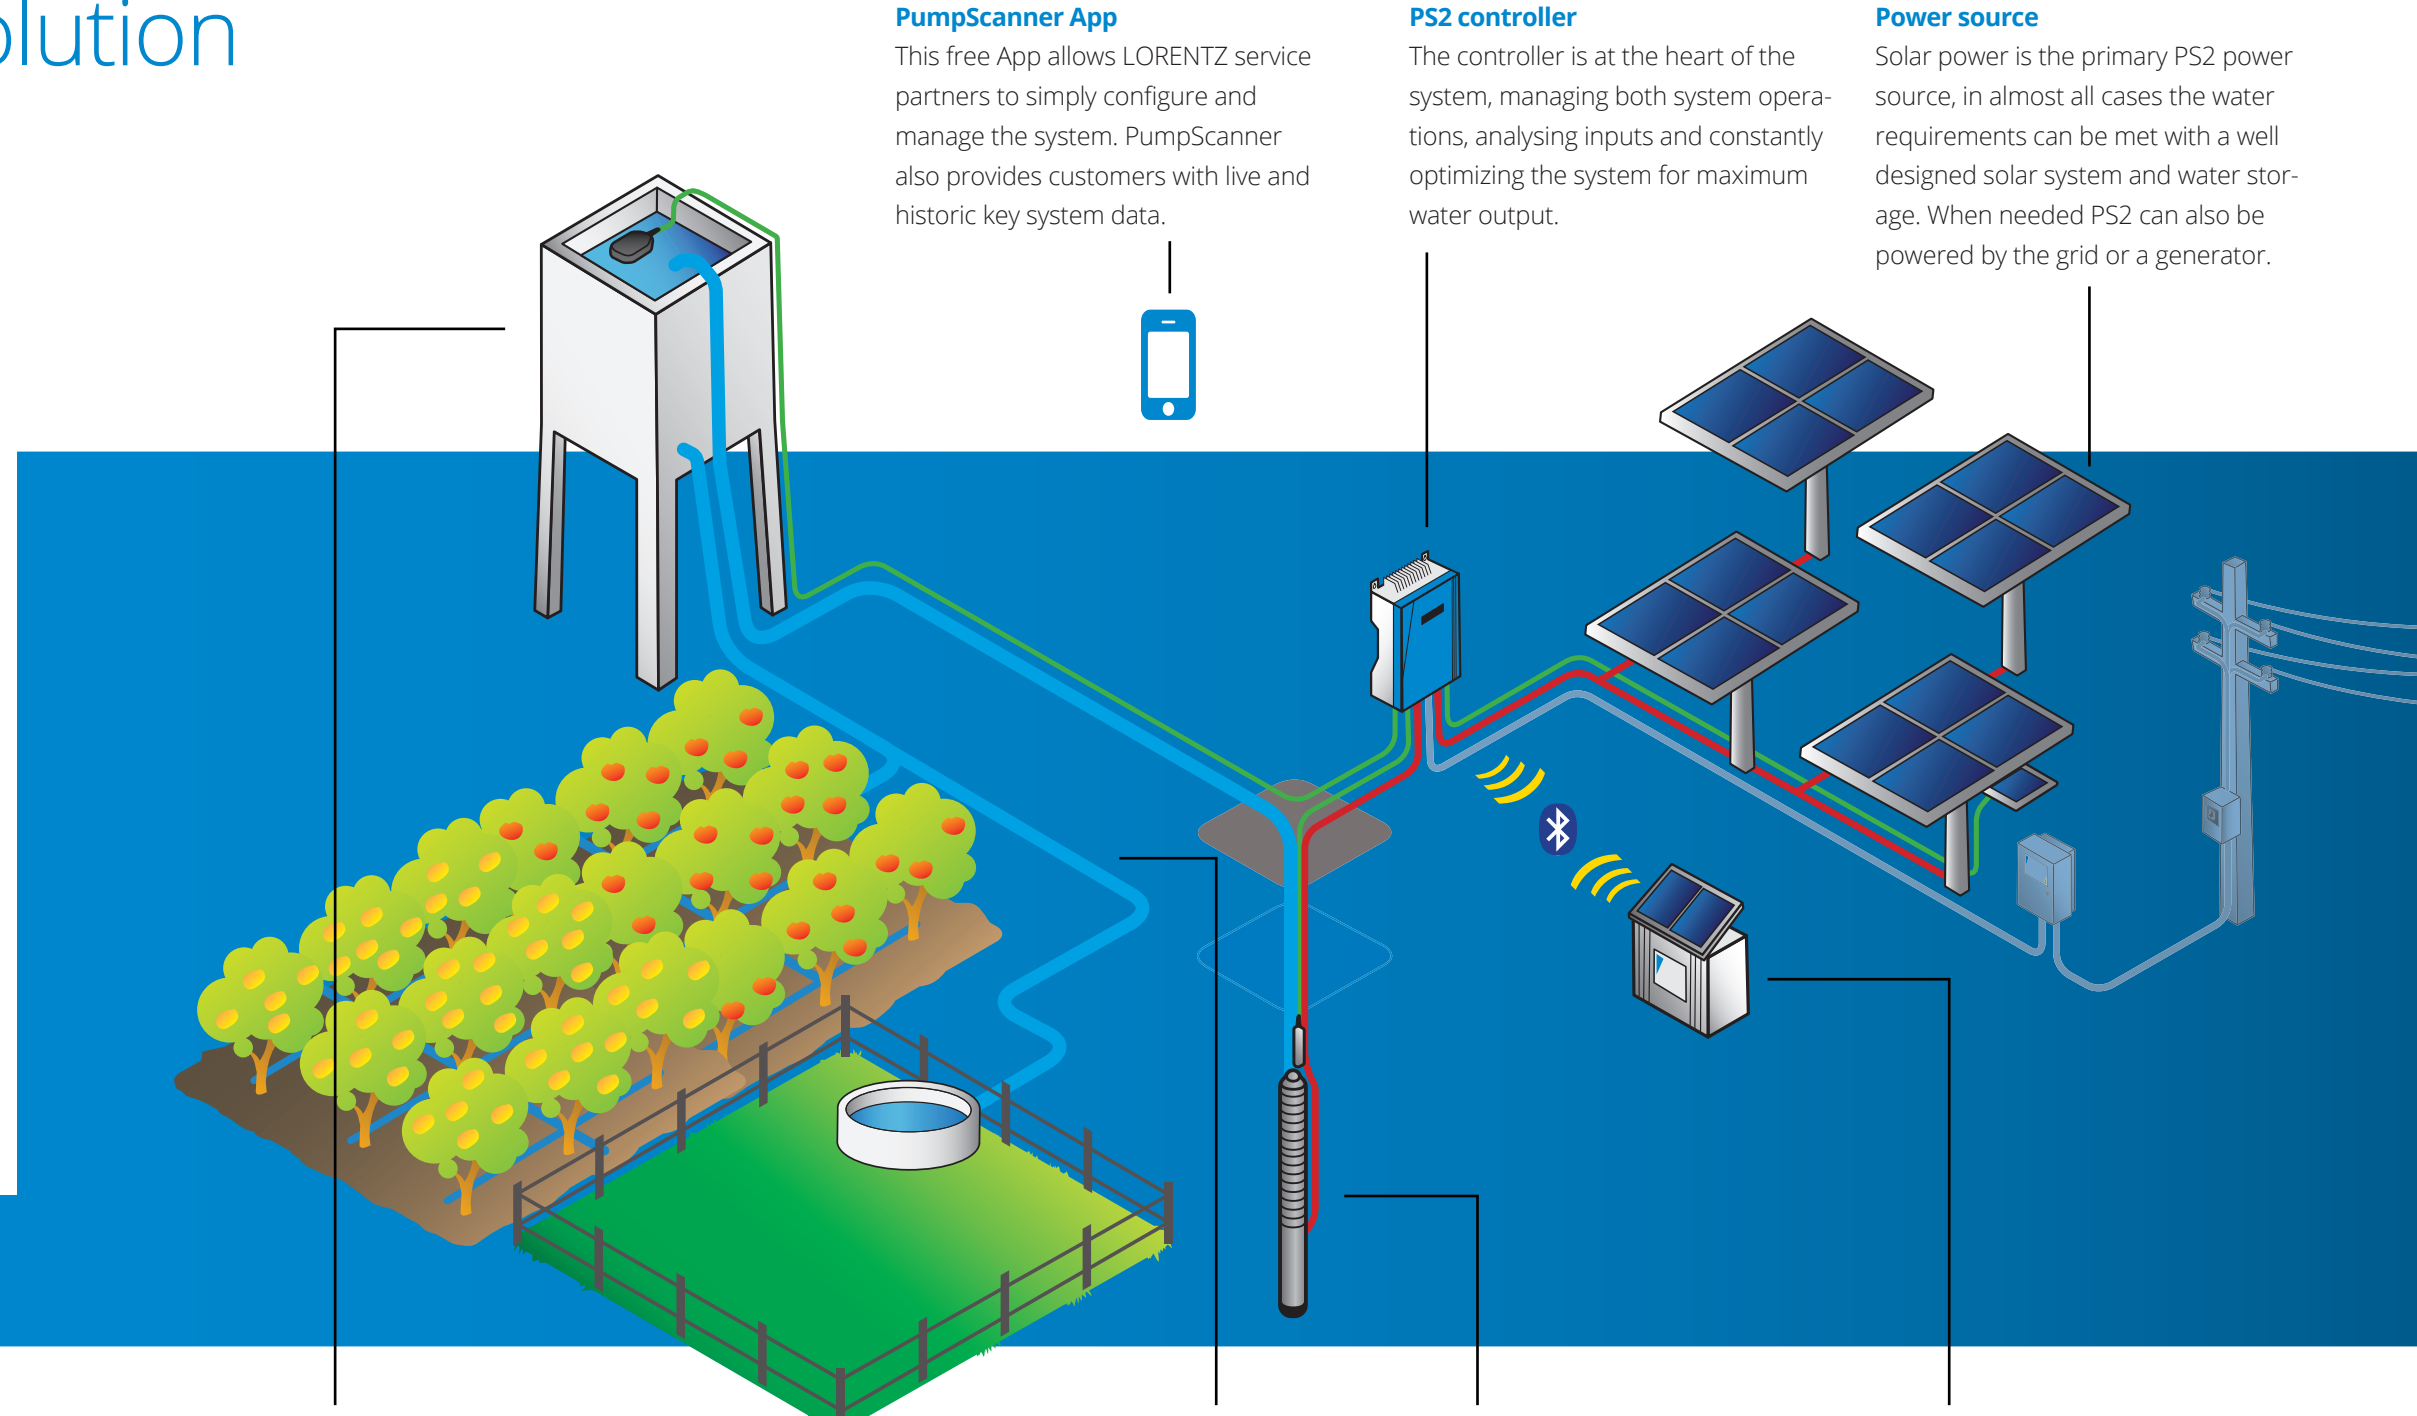 olution
PumpScanner App
This free App allows LORENTZ service
partners to simply configure and
manage the system. PumpScanner
also provides customers with live and
historic key system data.
PS2 controller
The controller is at the heart of the
system, managing both system opera-
tions, analysing inputs and constantly
optimizing the system for maximum
water output.
Power source
Solar power is the primary PS2 power
source, in almost all cases the water
requirements can be met with a well
designed solar system and water stor-
age. When needed PS2 can also be
powered by the grid or a generator.